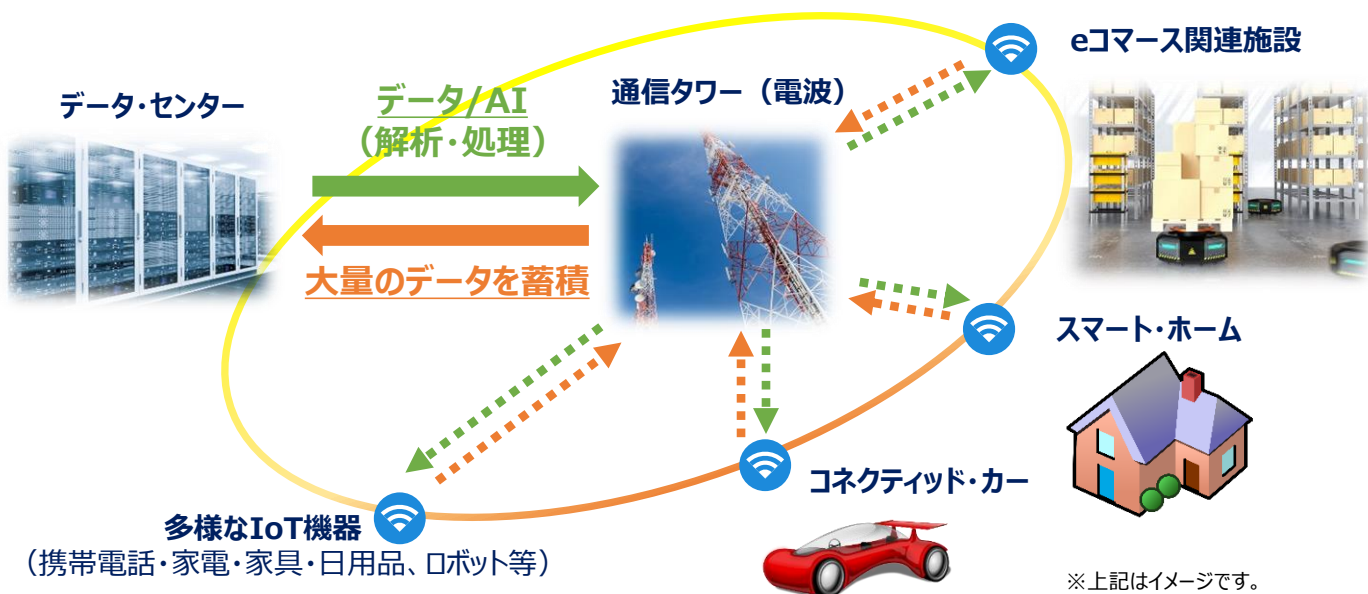 eコマース関連施設
データ・センター
データ/AI
（解析・処理）
通信タワー（電波）
大量のデータを蓄積
スマート・ホーム
コネクティッド・カー
多様なIoT機器
（携帯電話・家電・家具・日用品、ロボット等）
※上記はイメージです。